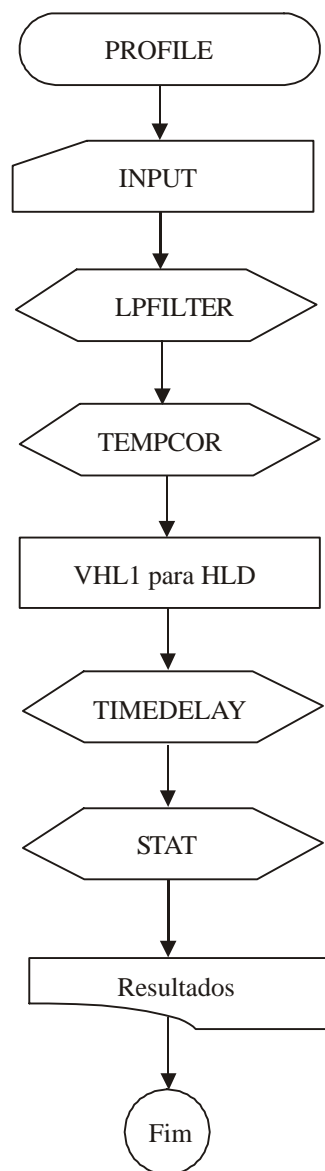 PROFILE
INPUT
LPFILTER
TEMPCOR
VHL1 para HLD
TIMEDELAY
STAT
Resultados
Fim